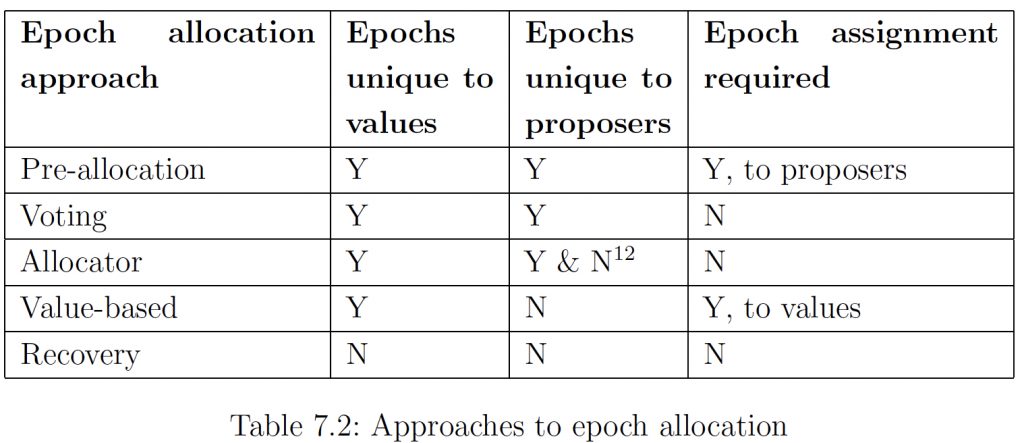 Epoch allocation approach | Epochs unique to values | Epochs unique to proposers | Epoch assignment required
Pre-allocation | Y | Y | Y, to proposers
Voting | Y | Y | N
Allocator | Y | Y & N12 | N
Value-based | Y | N | Y, to values
Recovery | N | N | N
Table 7.2: Approaches to epoch allocation